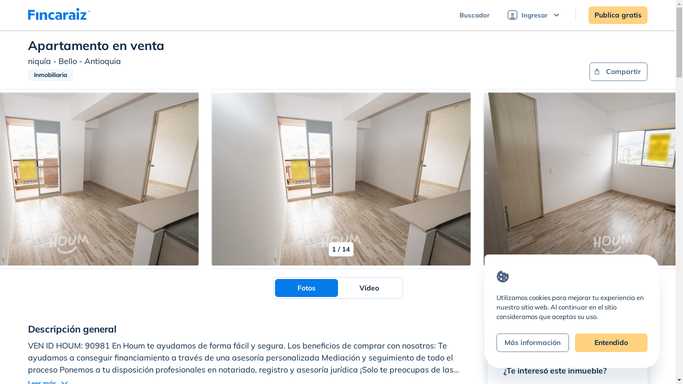 Fincaraiz
Buscador
Ingresar
Publica gratis
Apartamento en venta
niquía - Bello - Antioquia
Inmobiliaria
Compartir
HOUM
HOUM
HOUM
1 / 14
Fotos
Video
Descripción general
VEN ID HOUM: 90981 En Houm te ayudamos de forma fácil y segura. Los beneficios de comprar con nosotros: Te
ayudamos a conseguir financiamiento a través de una asesoría personalizada Mediación y seguimiento de todo el
proceso Ponemos a tu disposición profesionales en notariado, registro y asesoría jurídica ¡Solo te preocupas de las...
Leer más
Utilizamos cookies para mejorar tu experiencia en
nuestro sitio web. Al continuar en el sitio
consideramos que aceptas su uso.
Más información
Entendido
¿Te interesó este inmueble?